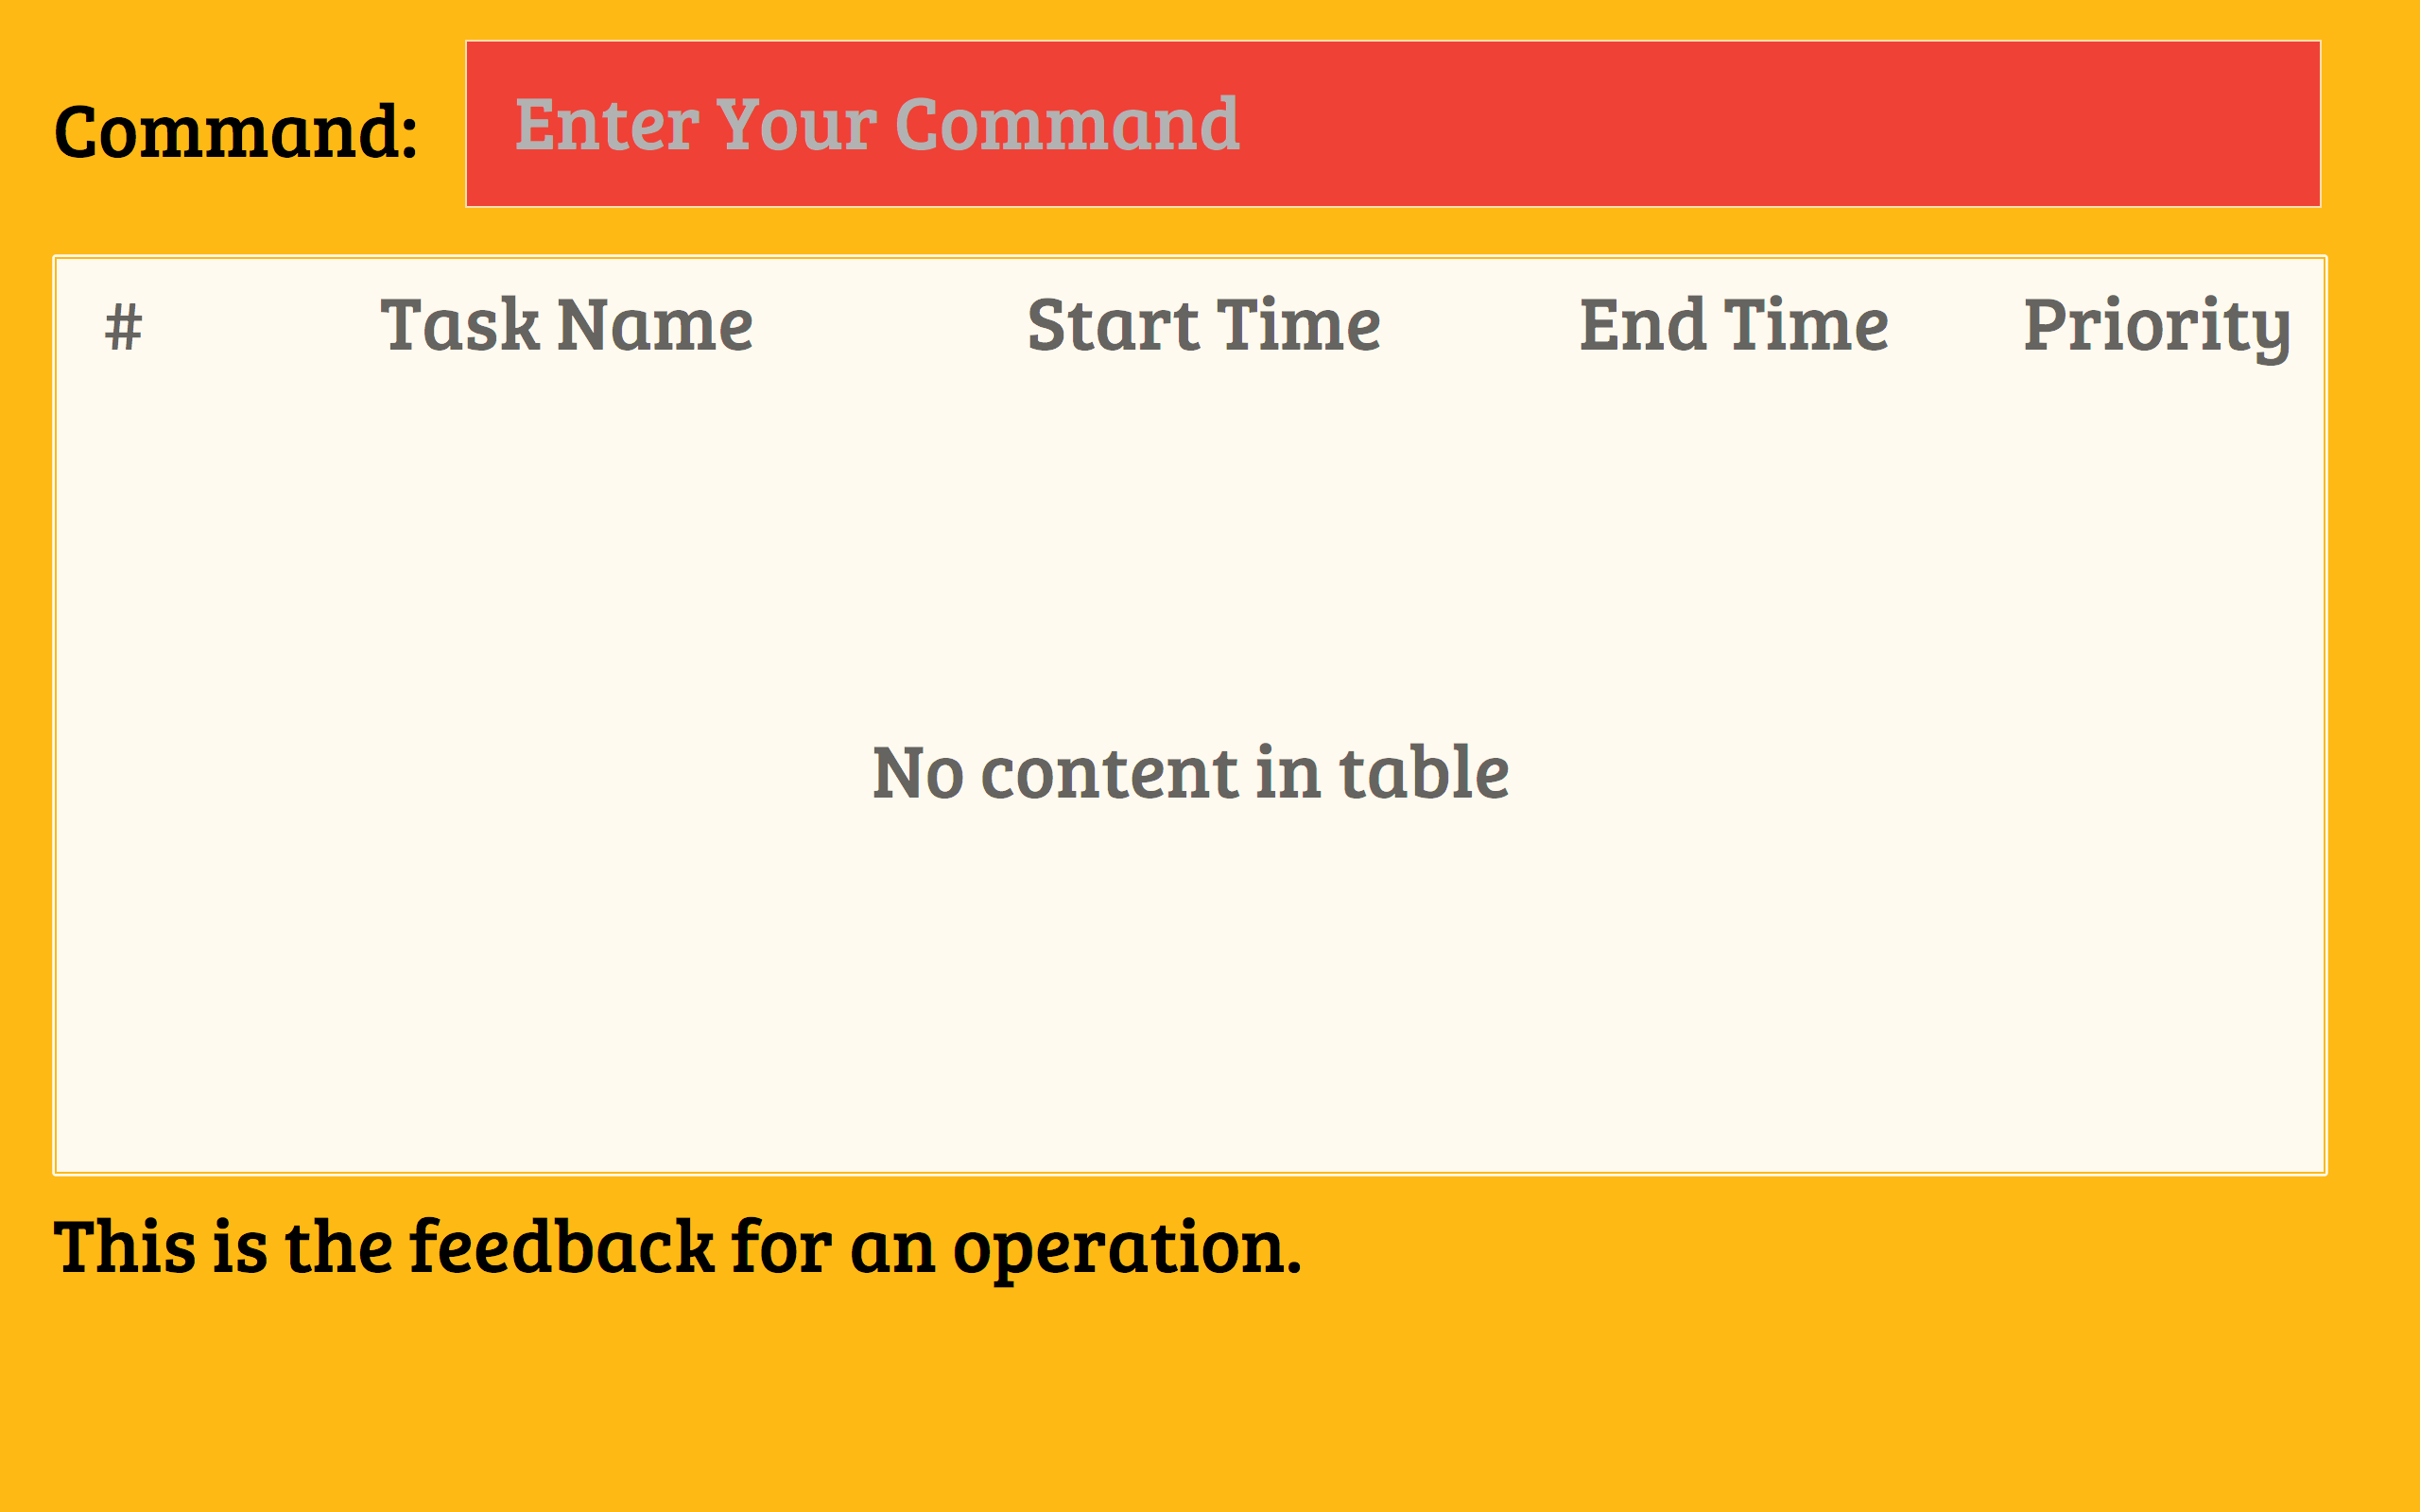 Command: Enter Your Command
# Task Name Start Time End Time Priority
No content in table
This is the feedback for an operation.